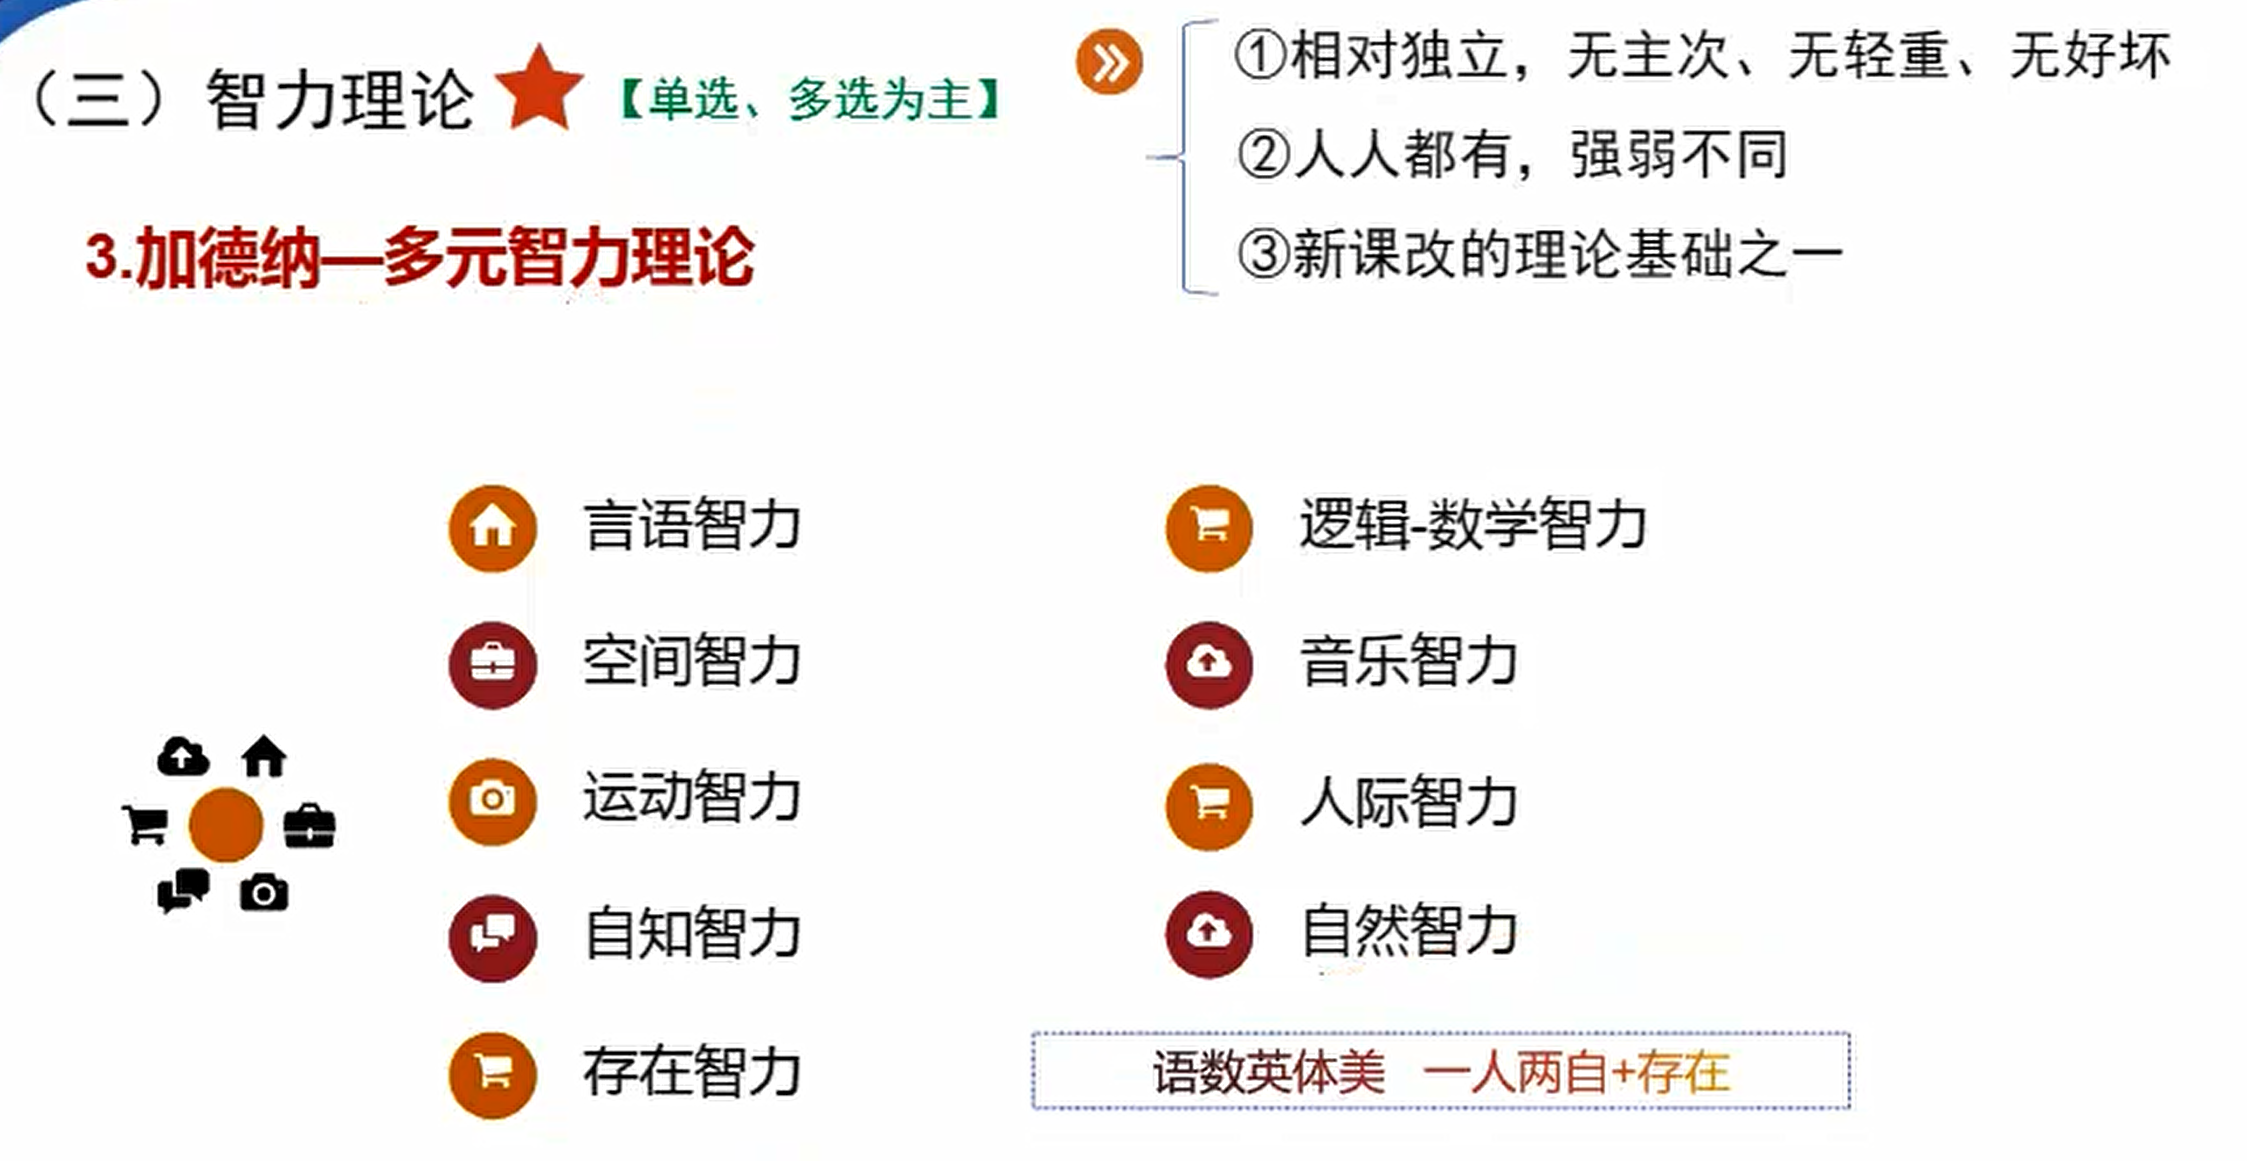 （三）智力理论【单选、多选为主】
①相对独立，无主次、无轻重、无好坏
②人人都有，强弱不同
③新课改的理论基础之一
3.加德纳—多元智力理论
言语智力
逻辑-数学智力
空间智力
音乐智力
运动智力
人际智力
自知智力
自然智力
存在智力
语数英体美 一人两自+存在